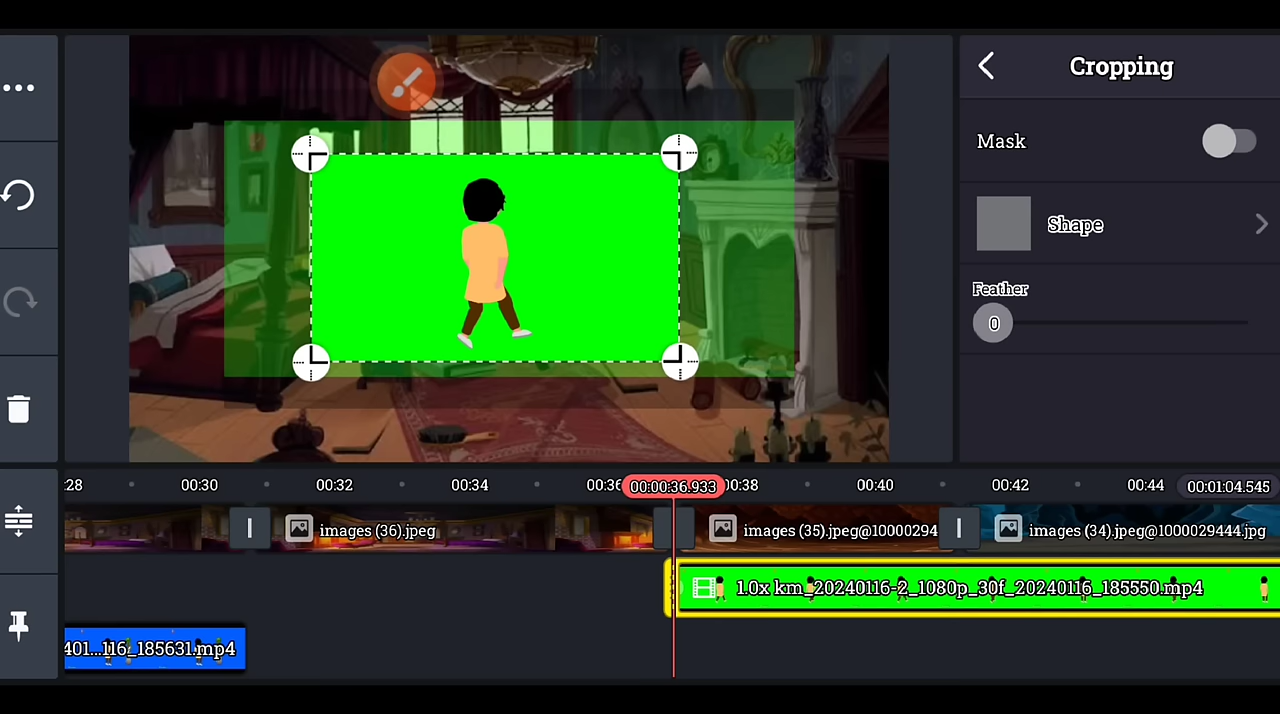 Cropping
Mask
Shape
Feather
0
:28 00:30 00:32 00:34 00:36 00:00:36.933 00:38 00:40 00:42 00:44 00:01:04.545
images (36).jpeg
images (35).jpeg@10000294
images (34).jpeg@1000029444.jpg
1.0x km_20240116-2_1080p_30f_20240116_185550.mp4
401...116_185631.mp4